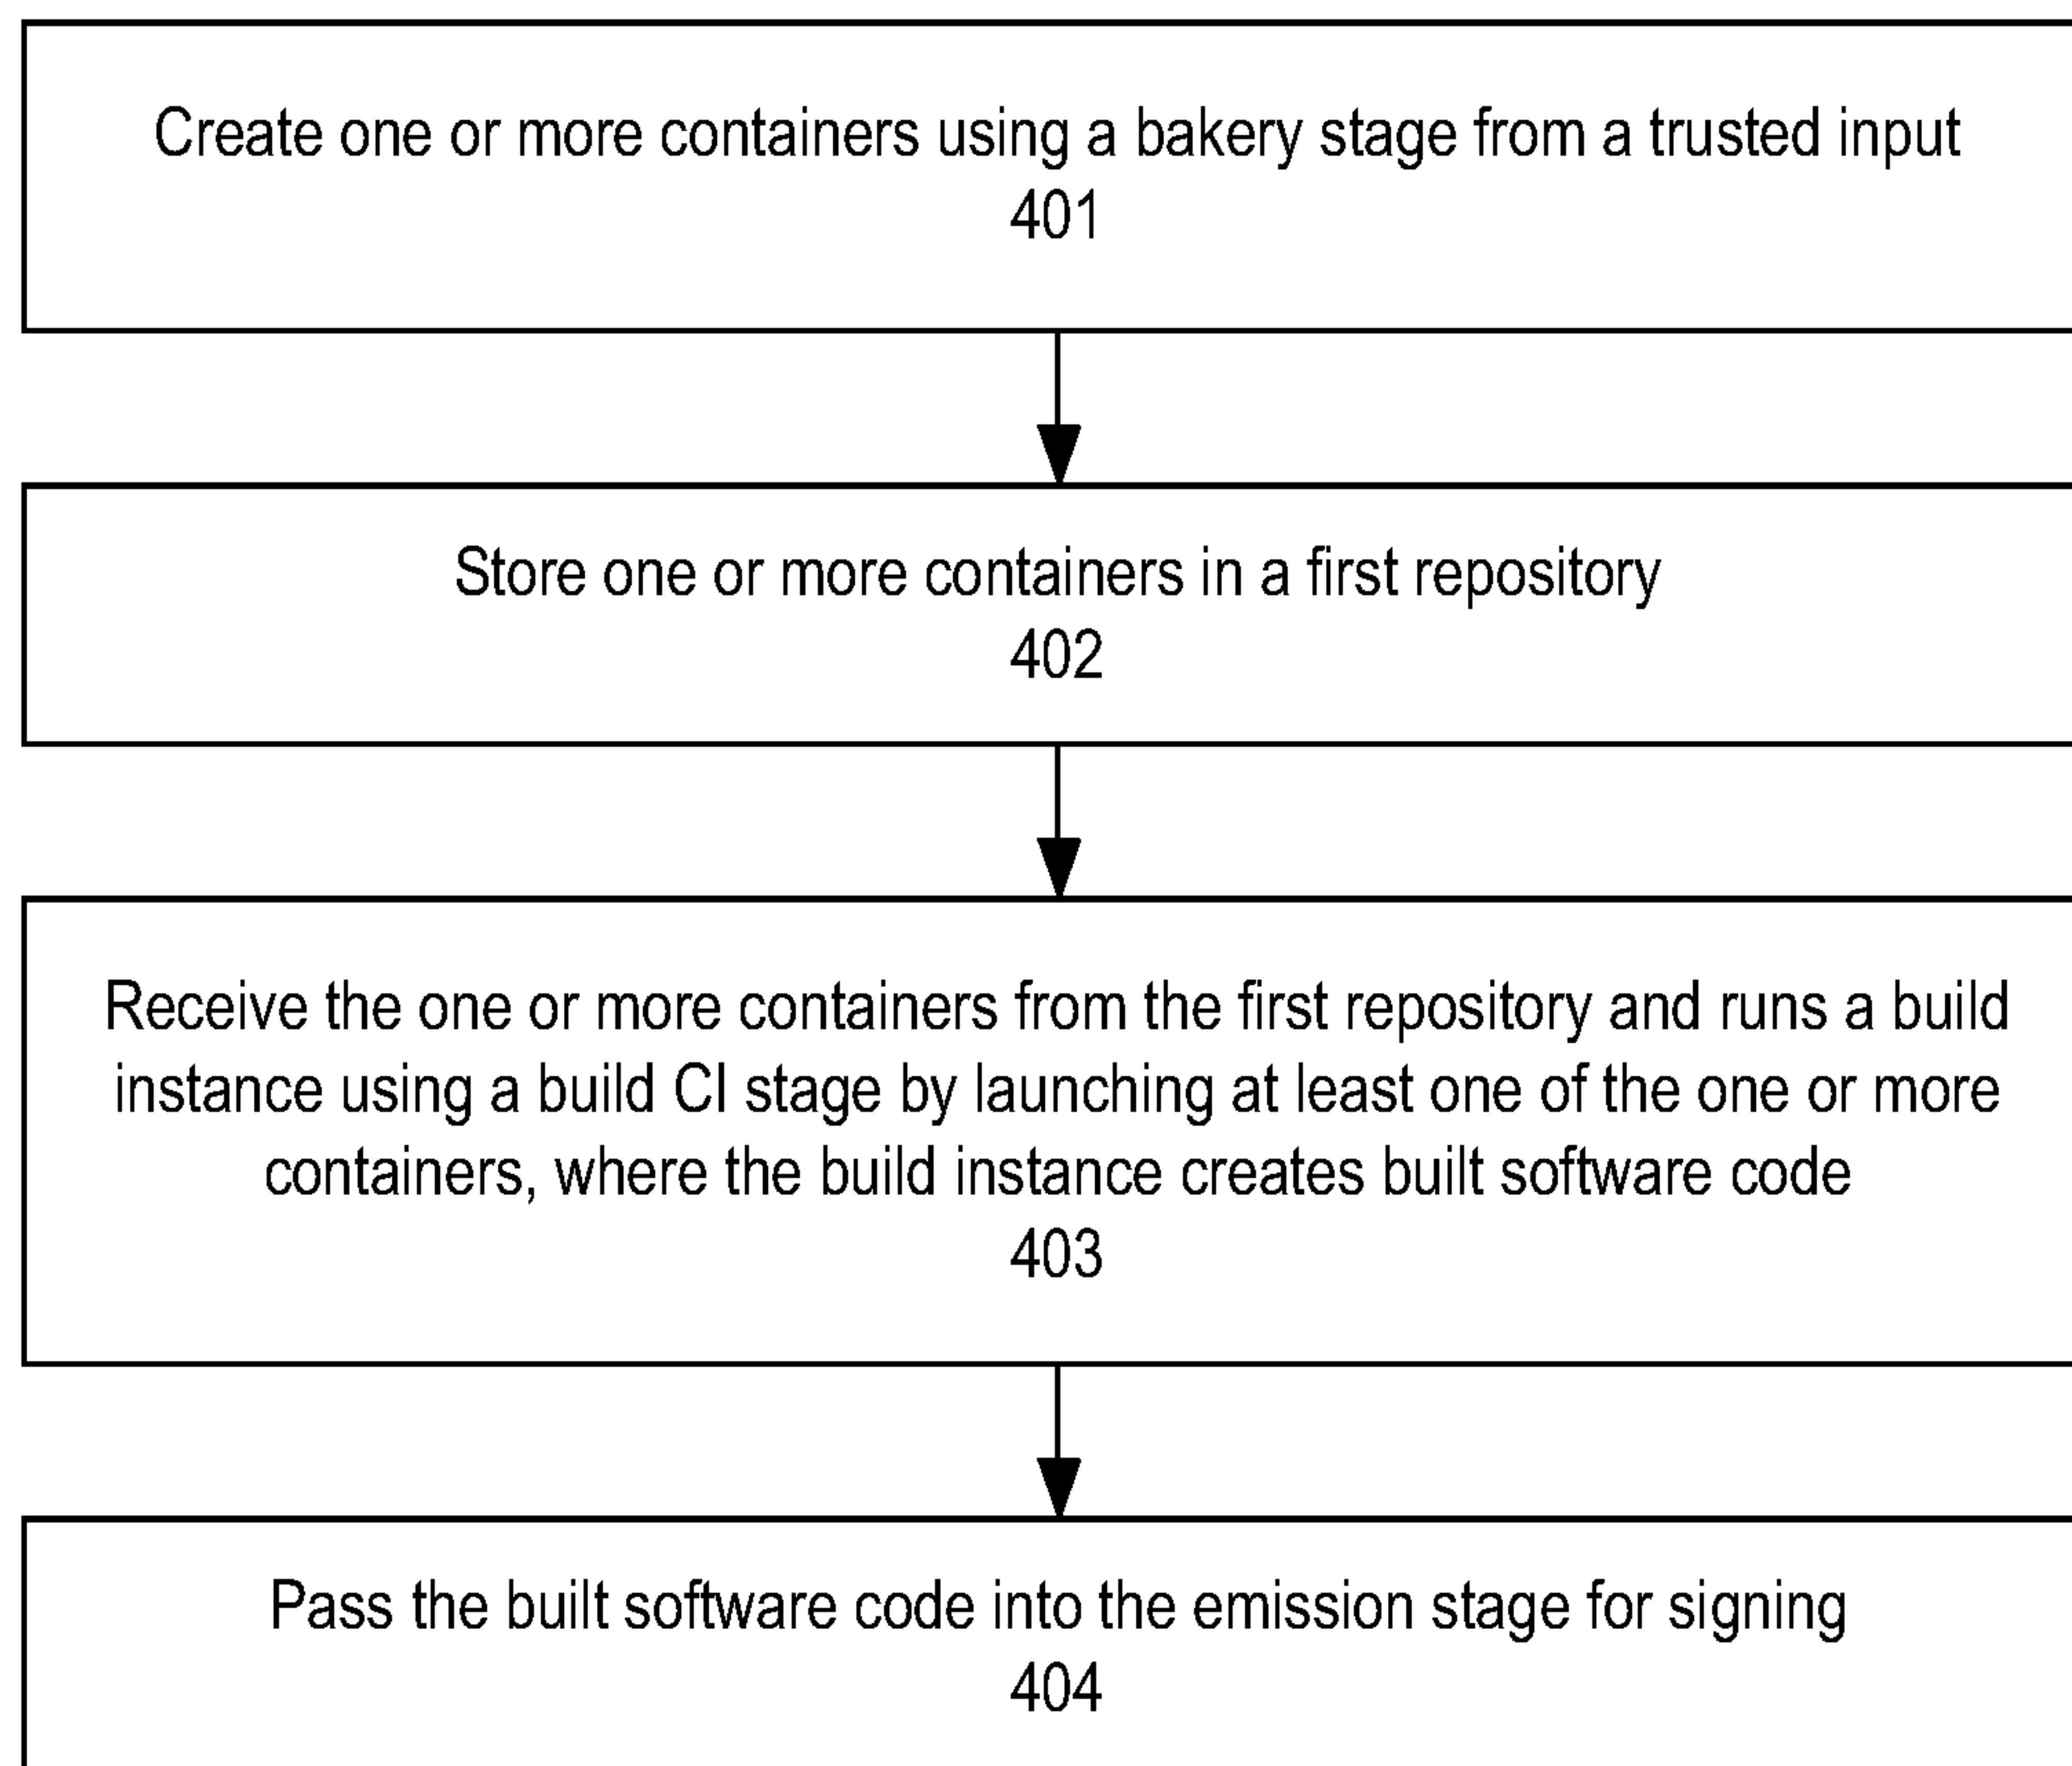 Create one or more containers using a bakery stage from a trusted input
401
Store one or more containers in a first repository
402
Receive the one or more containers from the first repository and runs a build
instance using a build CI stage by launching at least one of the one or more
containers, where the build instance creates built software code
403
Pass the built software code into the emission stage for signing
404